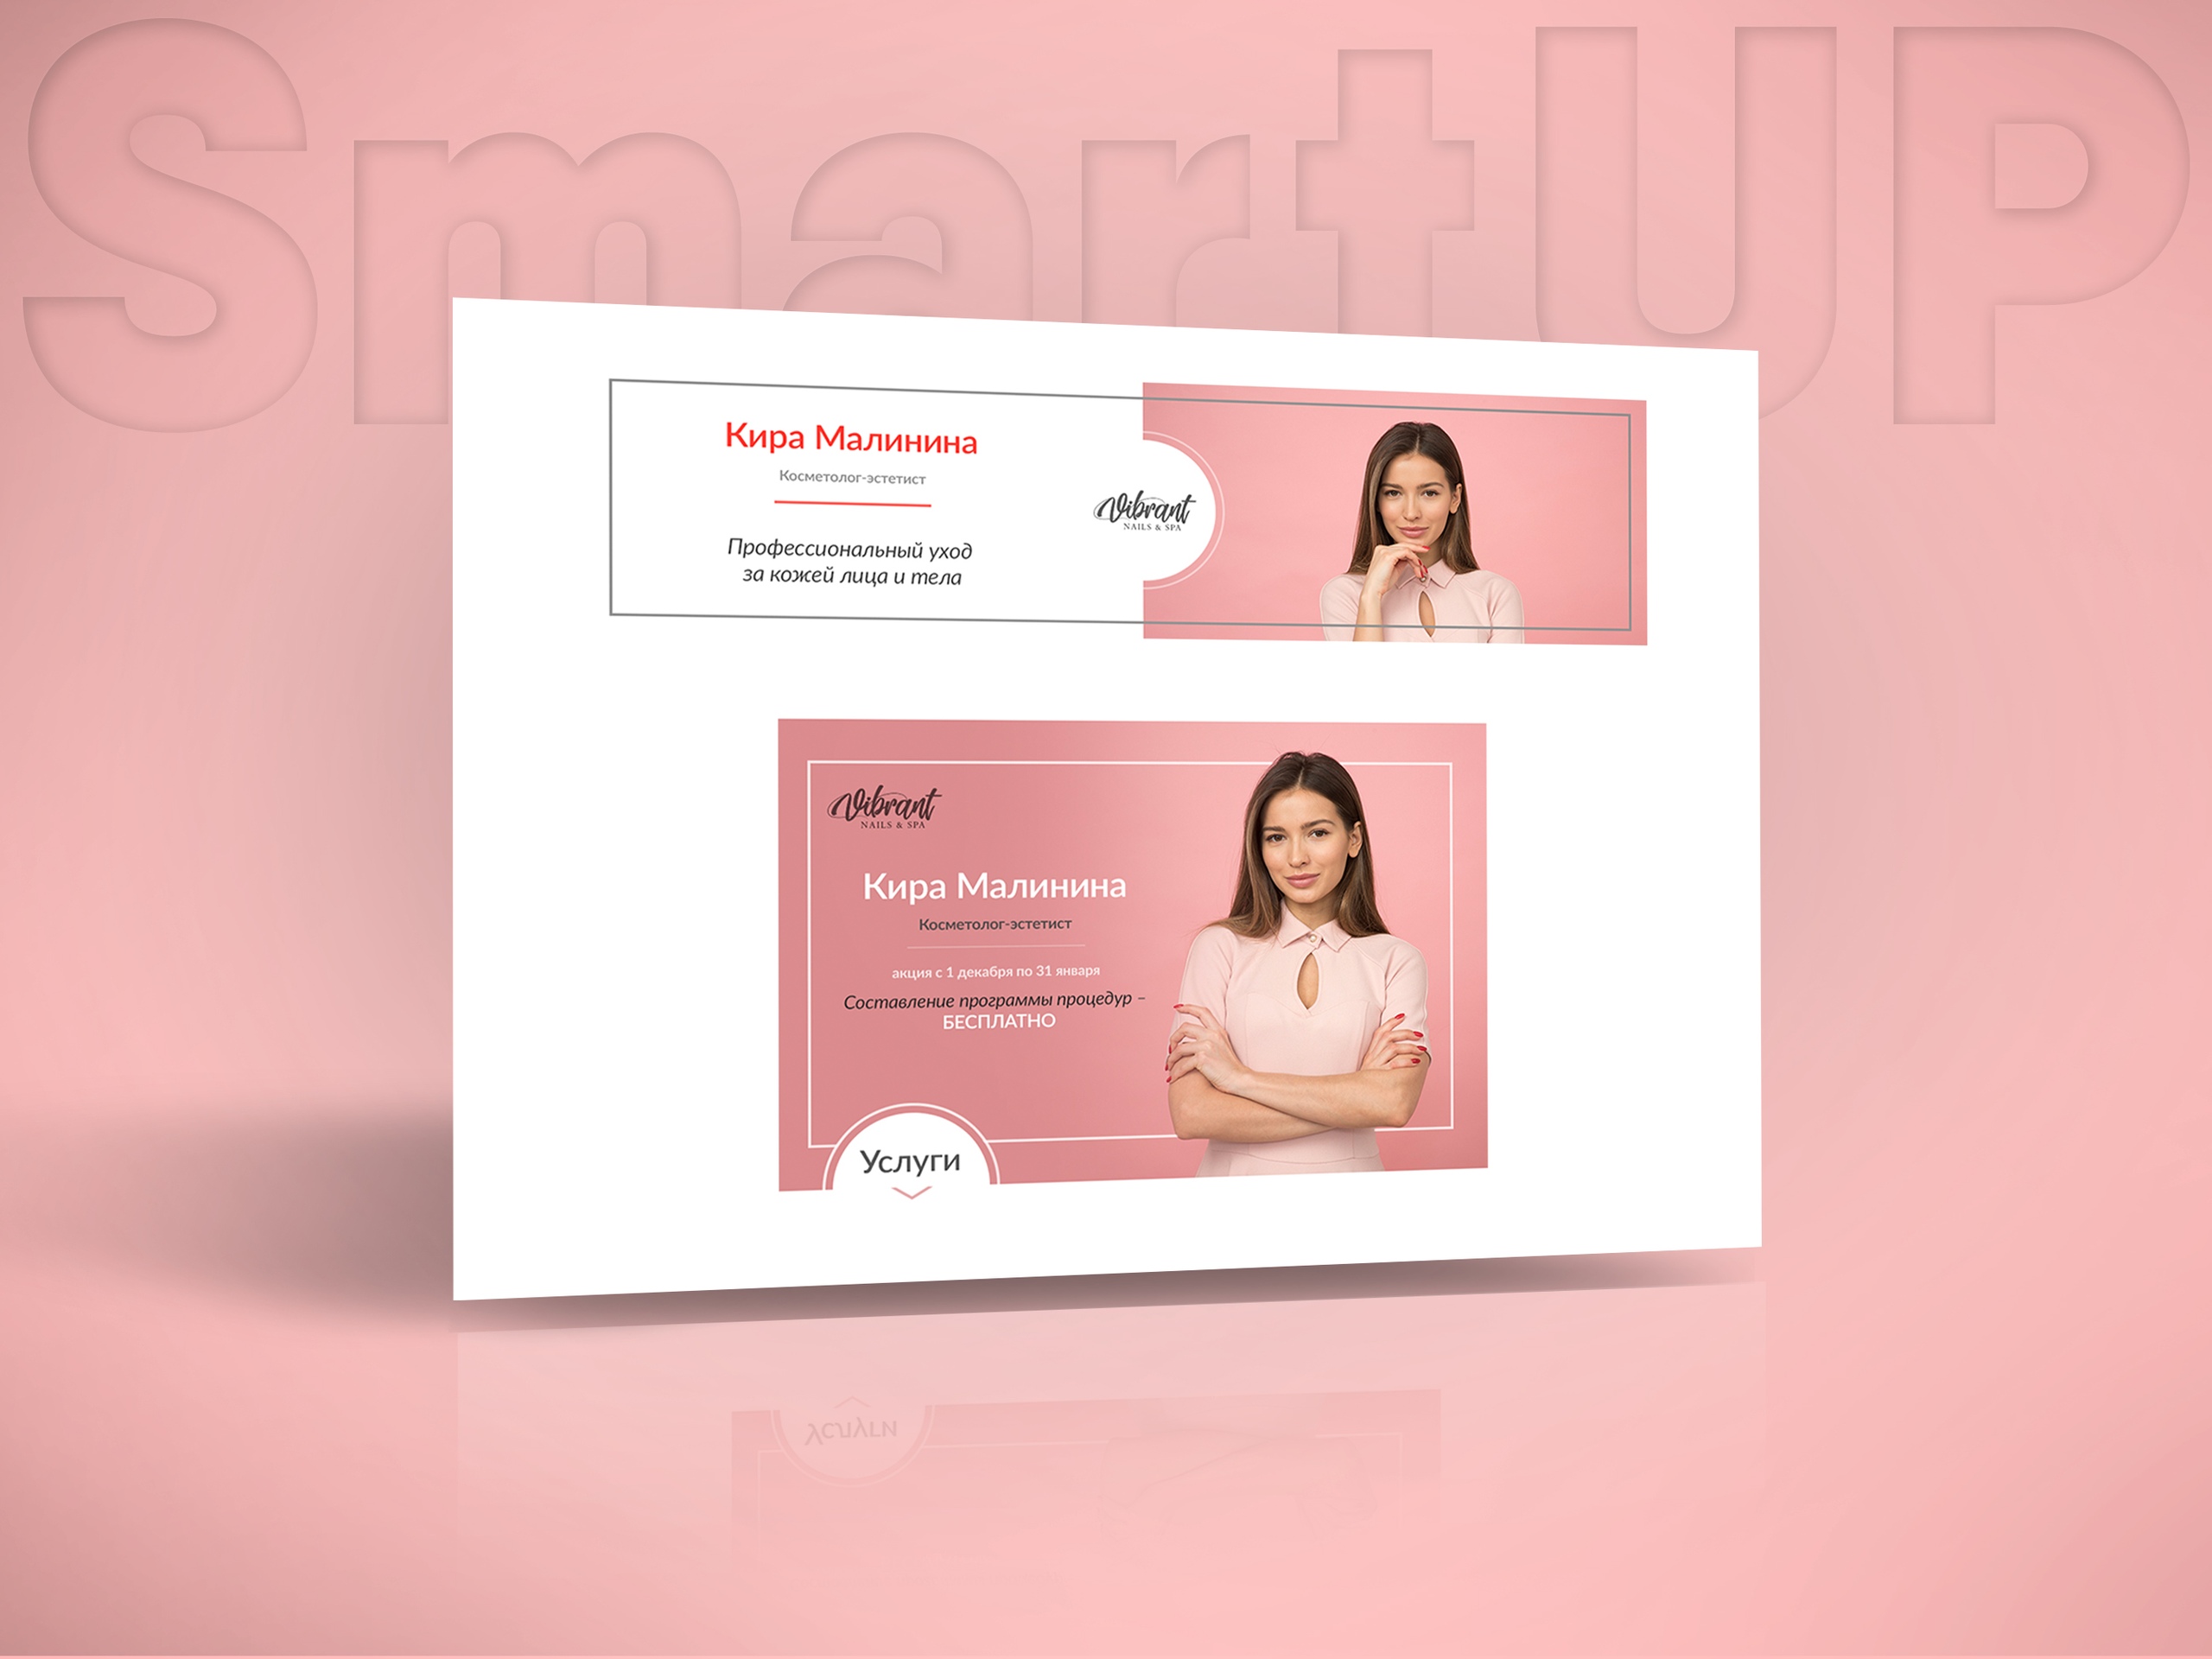 SmartUP
Кира Малинина
Косметолог-эстетист
Профессиональный уход
за кожей лица и тела
Vibrant
NAILS & SPA
Vibrant
NAILS & SPA
Кира Малинина
Косметолог-эстетист
акция с 1 декабря по 31 января
Составление программы процедур –
БЕСПЛАТНО
Услуги